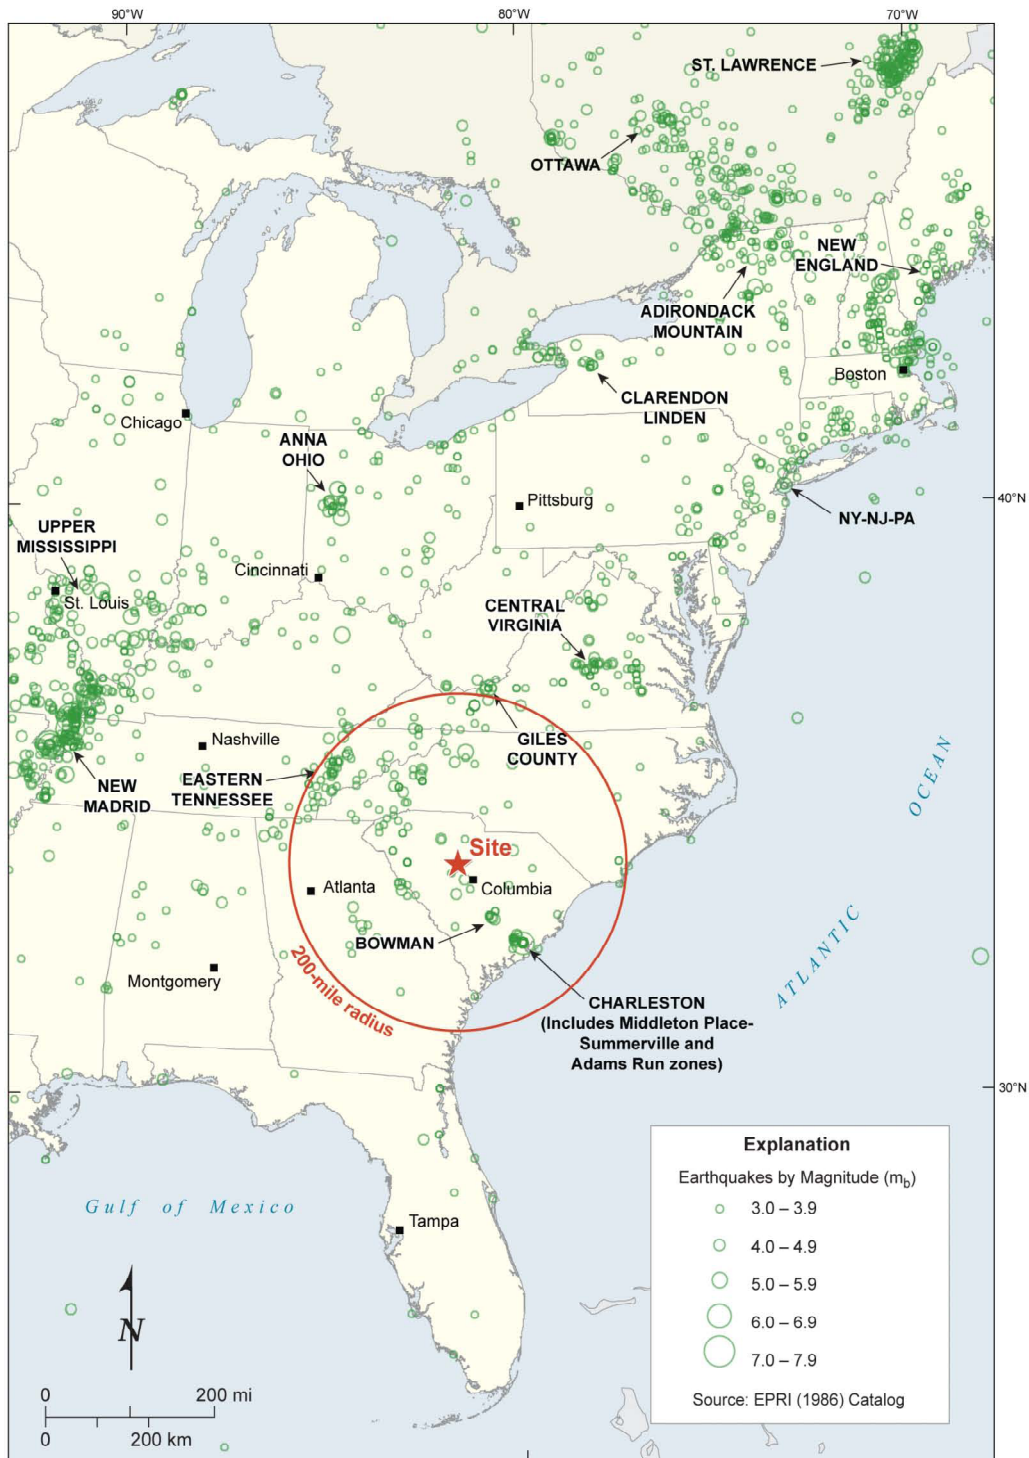 90°W
80°W
70°W
ST. LAWRENCE
OTTAWA
NEW
ENGLAND
ADIRONDACK
MOUNTAIN
Boston
CLARENDON
LINDEN
Chicago
ANNA
OHIO
Pittsburg
40°N
NY-NJ-PA
UPPER
MISSISSIPPI
Cincinnati
St. Louis
CENTRAL
VIRGINIA
Nashville
GILES
COUNTY
EASTERN
TENNESSEE
NEW
MADRID
OCEAN
Site
Atlanta
Columbia
BOWMAN
ATLANTIC
Montgomery
200-mile radius
CHARLESTON
(Includes Middleton Place-
Summerville and
Adams Run zones)
30°N
Gulf of Mexico
Tampa
N
0 200 mi
0 200 km
Explanation
Earthquakes by Magnitude (mb)
3.0 – 3.9
4.0 – 4.9
5.0 – 5.9
6.0 – 6.9
7.0 – 7.9
Source: EPRI (1986) Catalog